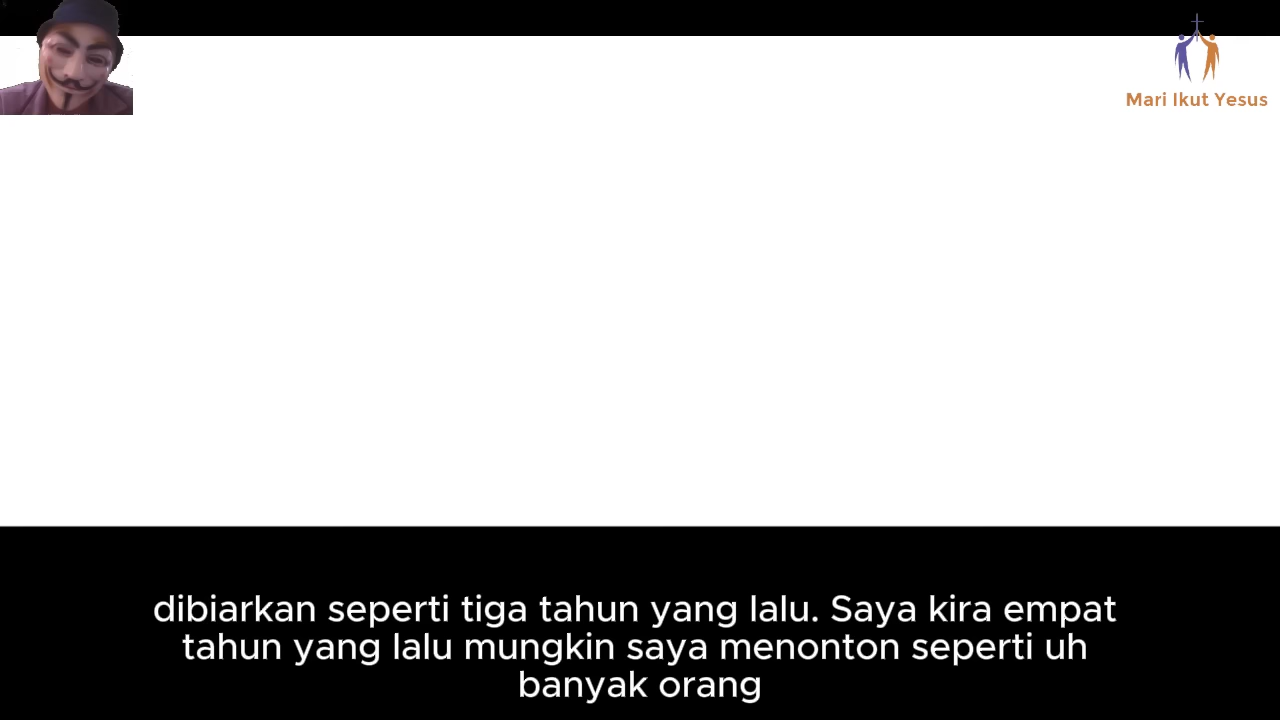 Mari Ikut Yesus
dibiarkan seperti tiga tahun yang lalu. Saya kira empat
tahun yang lalu mungkin saya menonton seperti uh
banyak orang